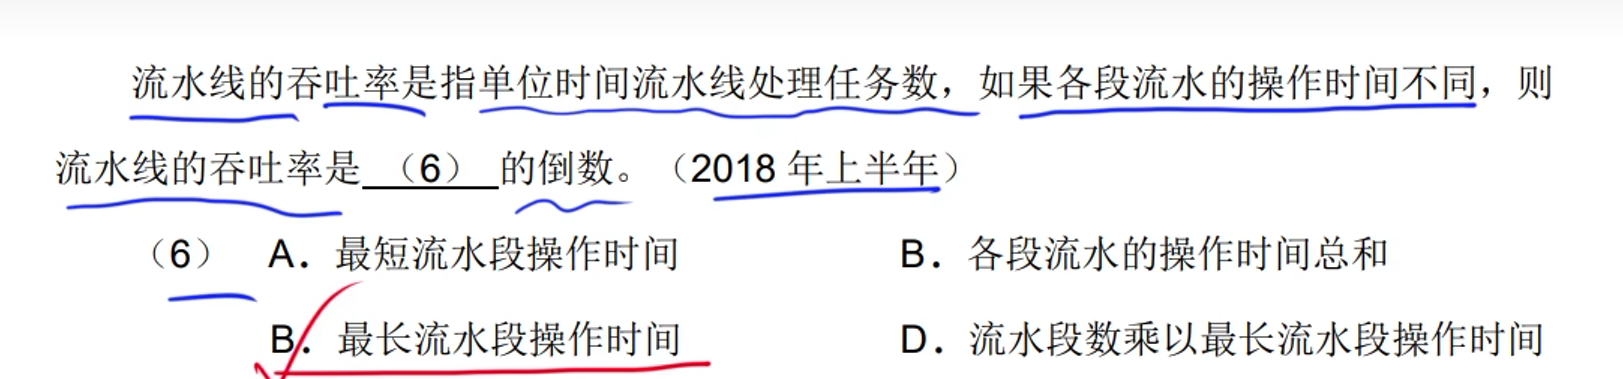 流水线的吞吐率是指单位时间流水线处理任务数，如果各段流水的操作时间不同，则
流水线的吞吐率是（6）的倒数。（2018 年上半年）
（6） A．最短流水段操作时间 B．各段流水的操作时间总和
B．最长流水段操作时间 D．流水段数乘以最长流水段操作时间